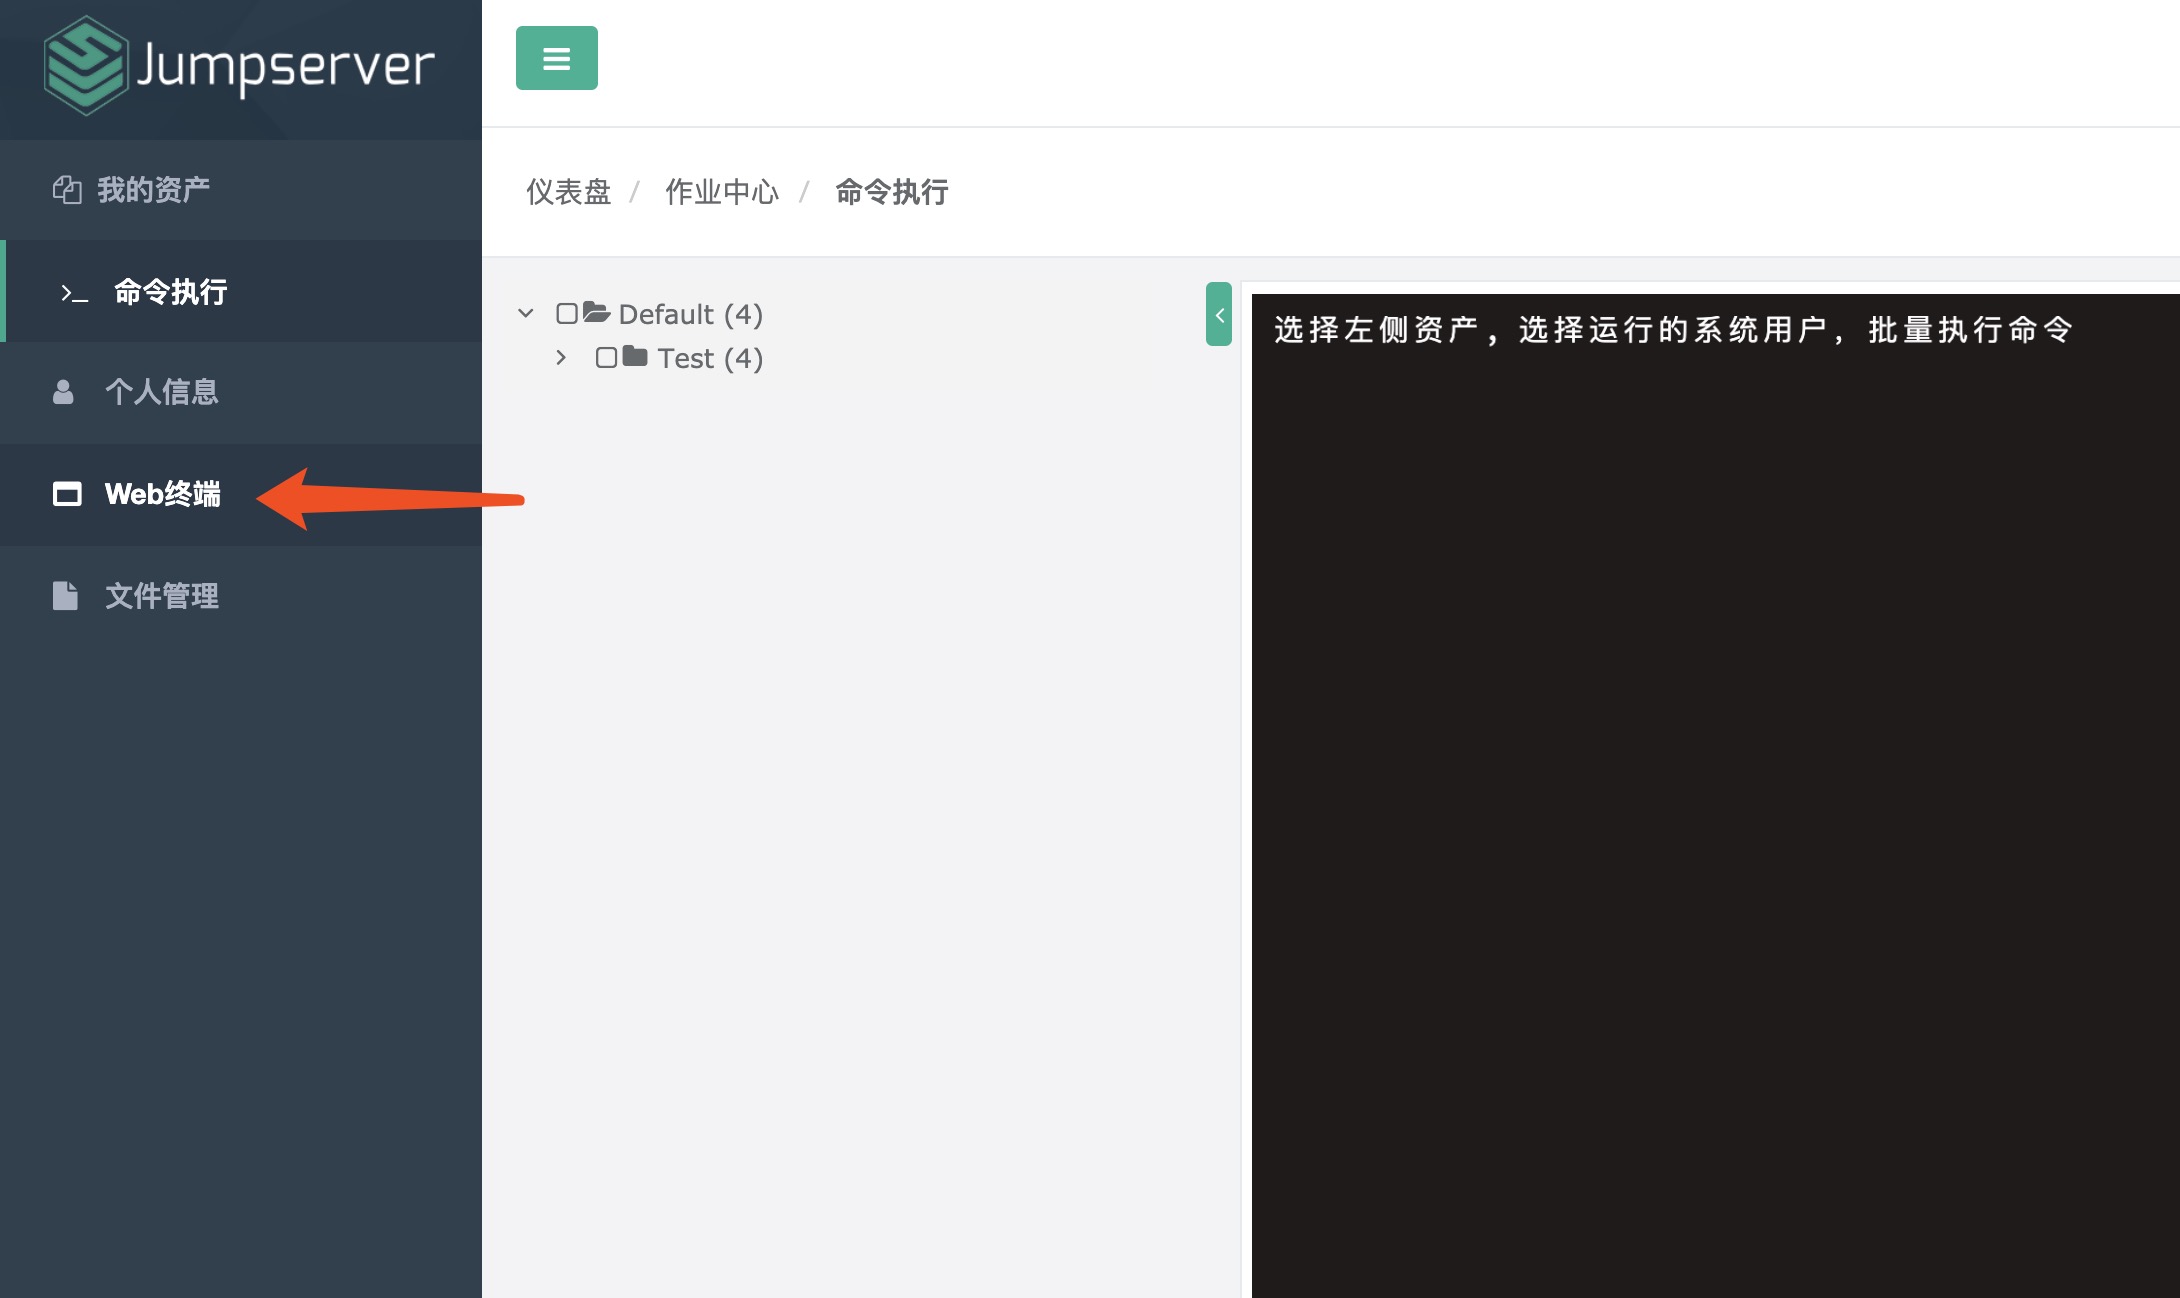 Jumpserver
我的资产
命令执行
个人信息
Web终端
文件管理
仪表盘 / 作业中心 / 命令执行
Default (4)
Test (4)
选择左侧资产，选择运行的系统用户，批量执行命令